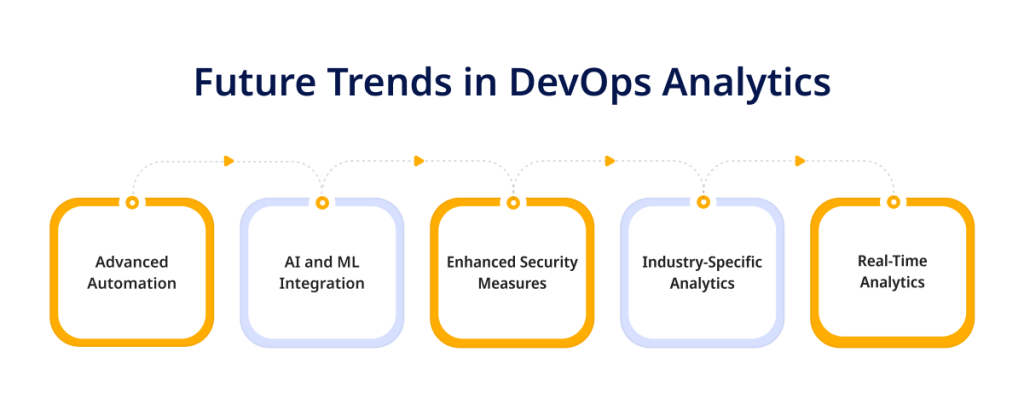 Future Trends in DevOps Analytics
Advanced
Automation
AI and ML
Integration
Enhanced Security
Measures
Industry-Specific
Analytics
Real-Time
Analytics